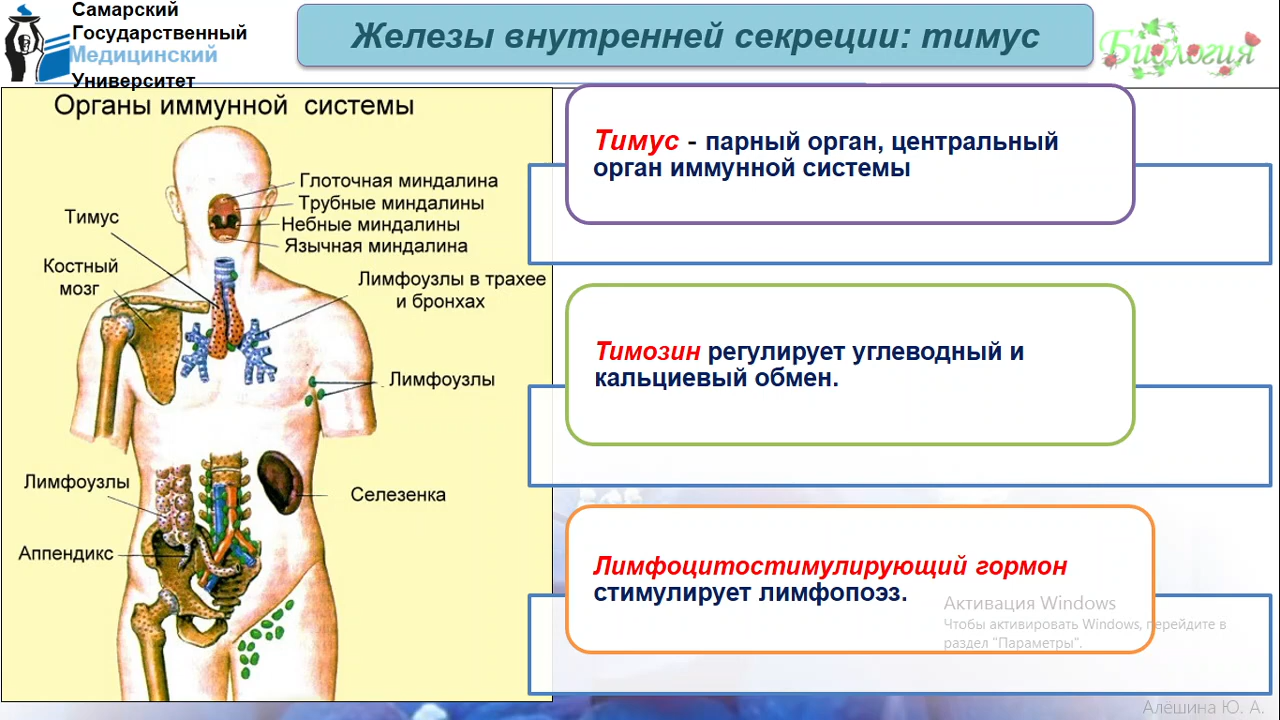 Самарский
Государственный
Медицинский
Университет
Железы внутренней секреции: тимус
Биология
Органы иммунной системы
Глоточная миндалина
Трубные миндалины
Небные миндалины
Язычная миндалина
Тимус
Костный
мозг
Лимфоузлы в трахее
и бронхах
Лимфоузлы
Лимфоузлы
Селезенка
Аппендикс
Тимус - парный орган, центральный
орган иммунной системы
Тимозин регулирует углеводный и
кальциевый обмен.
Лимфоцитостимулирующий гормон
стимулирует лимфопоэз.
Активация Windows
Чтобы активировать Windows, перейдите в
раздел "Параметры".
Алёшина Ю. А.